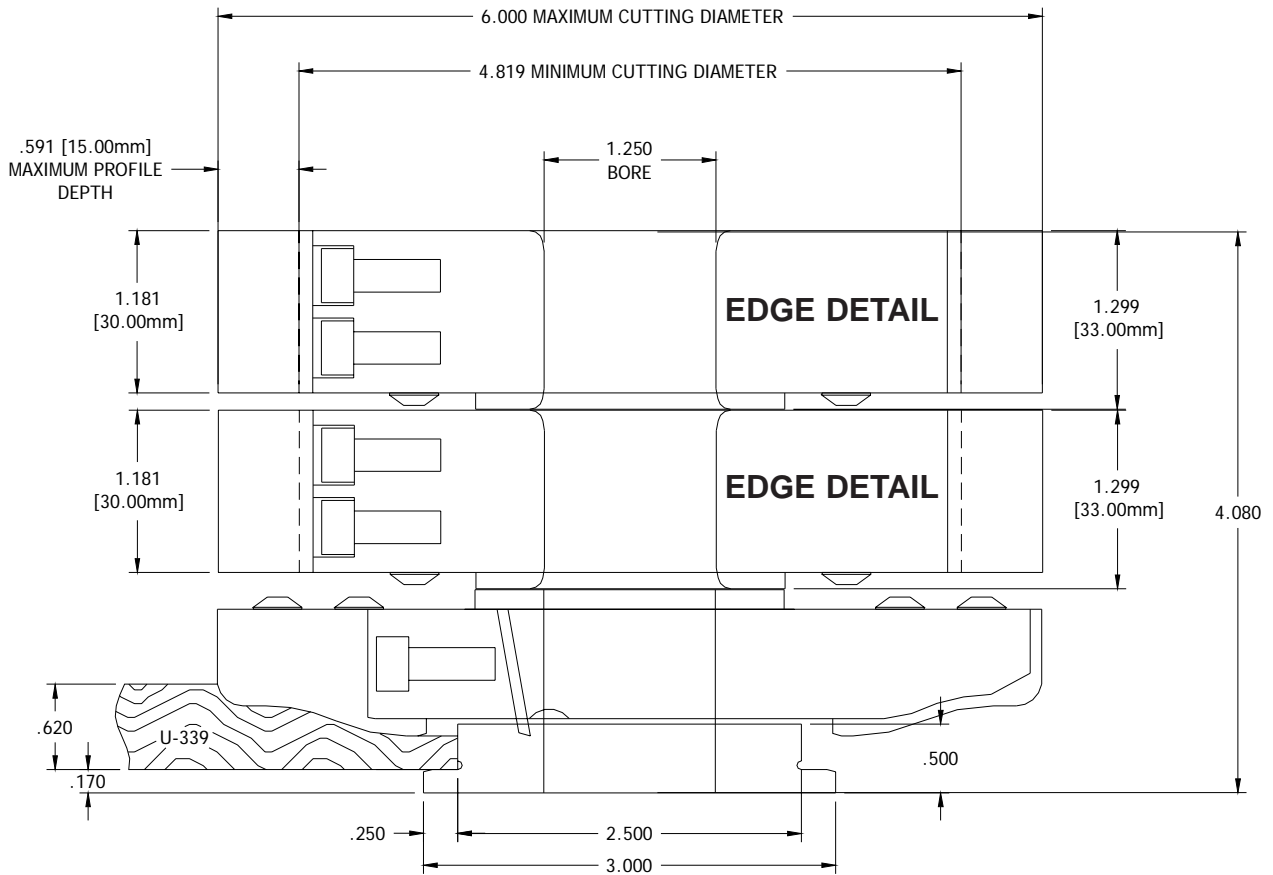 6.000 MAXIMUM CUTTING DIAMETER
4.819 MINIMUM CUTTING DIAMETER
.591 [15.00mm]
MAXIMUM PROFILE
DEPTH
1.250
BORE
1.181
[30.00mm]
EDGE DETAIL
1.299
[33.00mm]
1.181
[30.00mm]
EDGE DETAIL
1.299
[33.00mm]
4.080
.620
U-339
.170
.500
.250
2.500
3.000